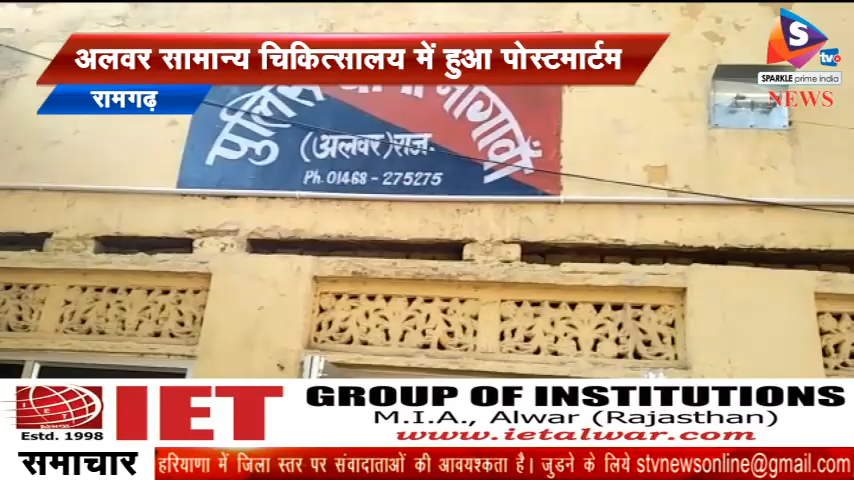 अलवर सामान्य चिकित्सालय में हुआ पोस्टमार्टम
रामगढ़
S
tv
SPARKLE prime India
NEWS
पुलिस थाना नौगावाँ
(अलवर) राज.
Ph. 01468 - 275275
IET
Estd. 1998
IET
GROUP OF INSTITUTIONS
M.I.A., Alwar (Rajasthan)
www.ietalwar.com
समाचार
हरियाणा में जिला स्तर पर संवादाताओं की आवयश्कता है। जुडने के लिये stvnewsonline@gmail.com